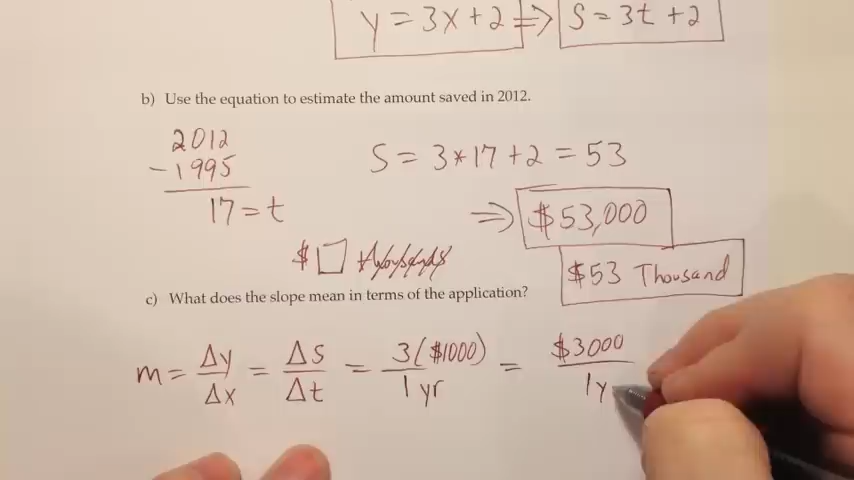 y = 3x + 2 ⇒ S = 3t + 2
b) Use the equation to estimate the amount saved in 2012.
2012
- 1995
17 = t
S = 3 * 17 + 2 = 53
⇒ $53,000
$53 Thousand
$ □
c) What does the slope mean in terms of the application?
m = Δy/Δx = ΔS/Δt = 3($1000)/1 yr = $3000/1y